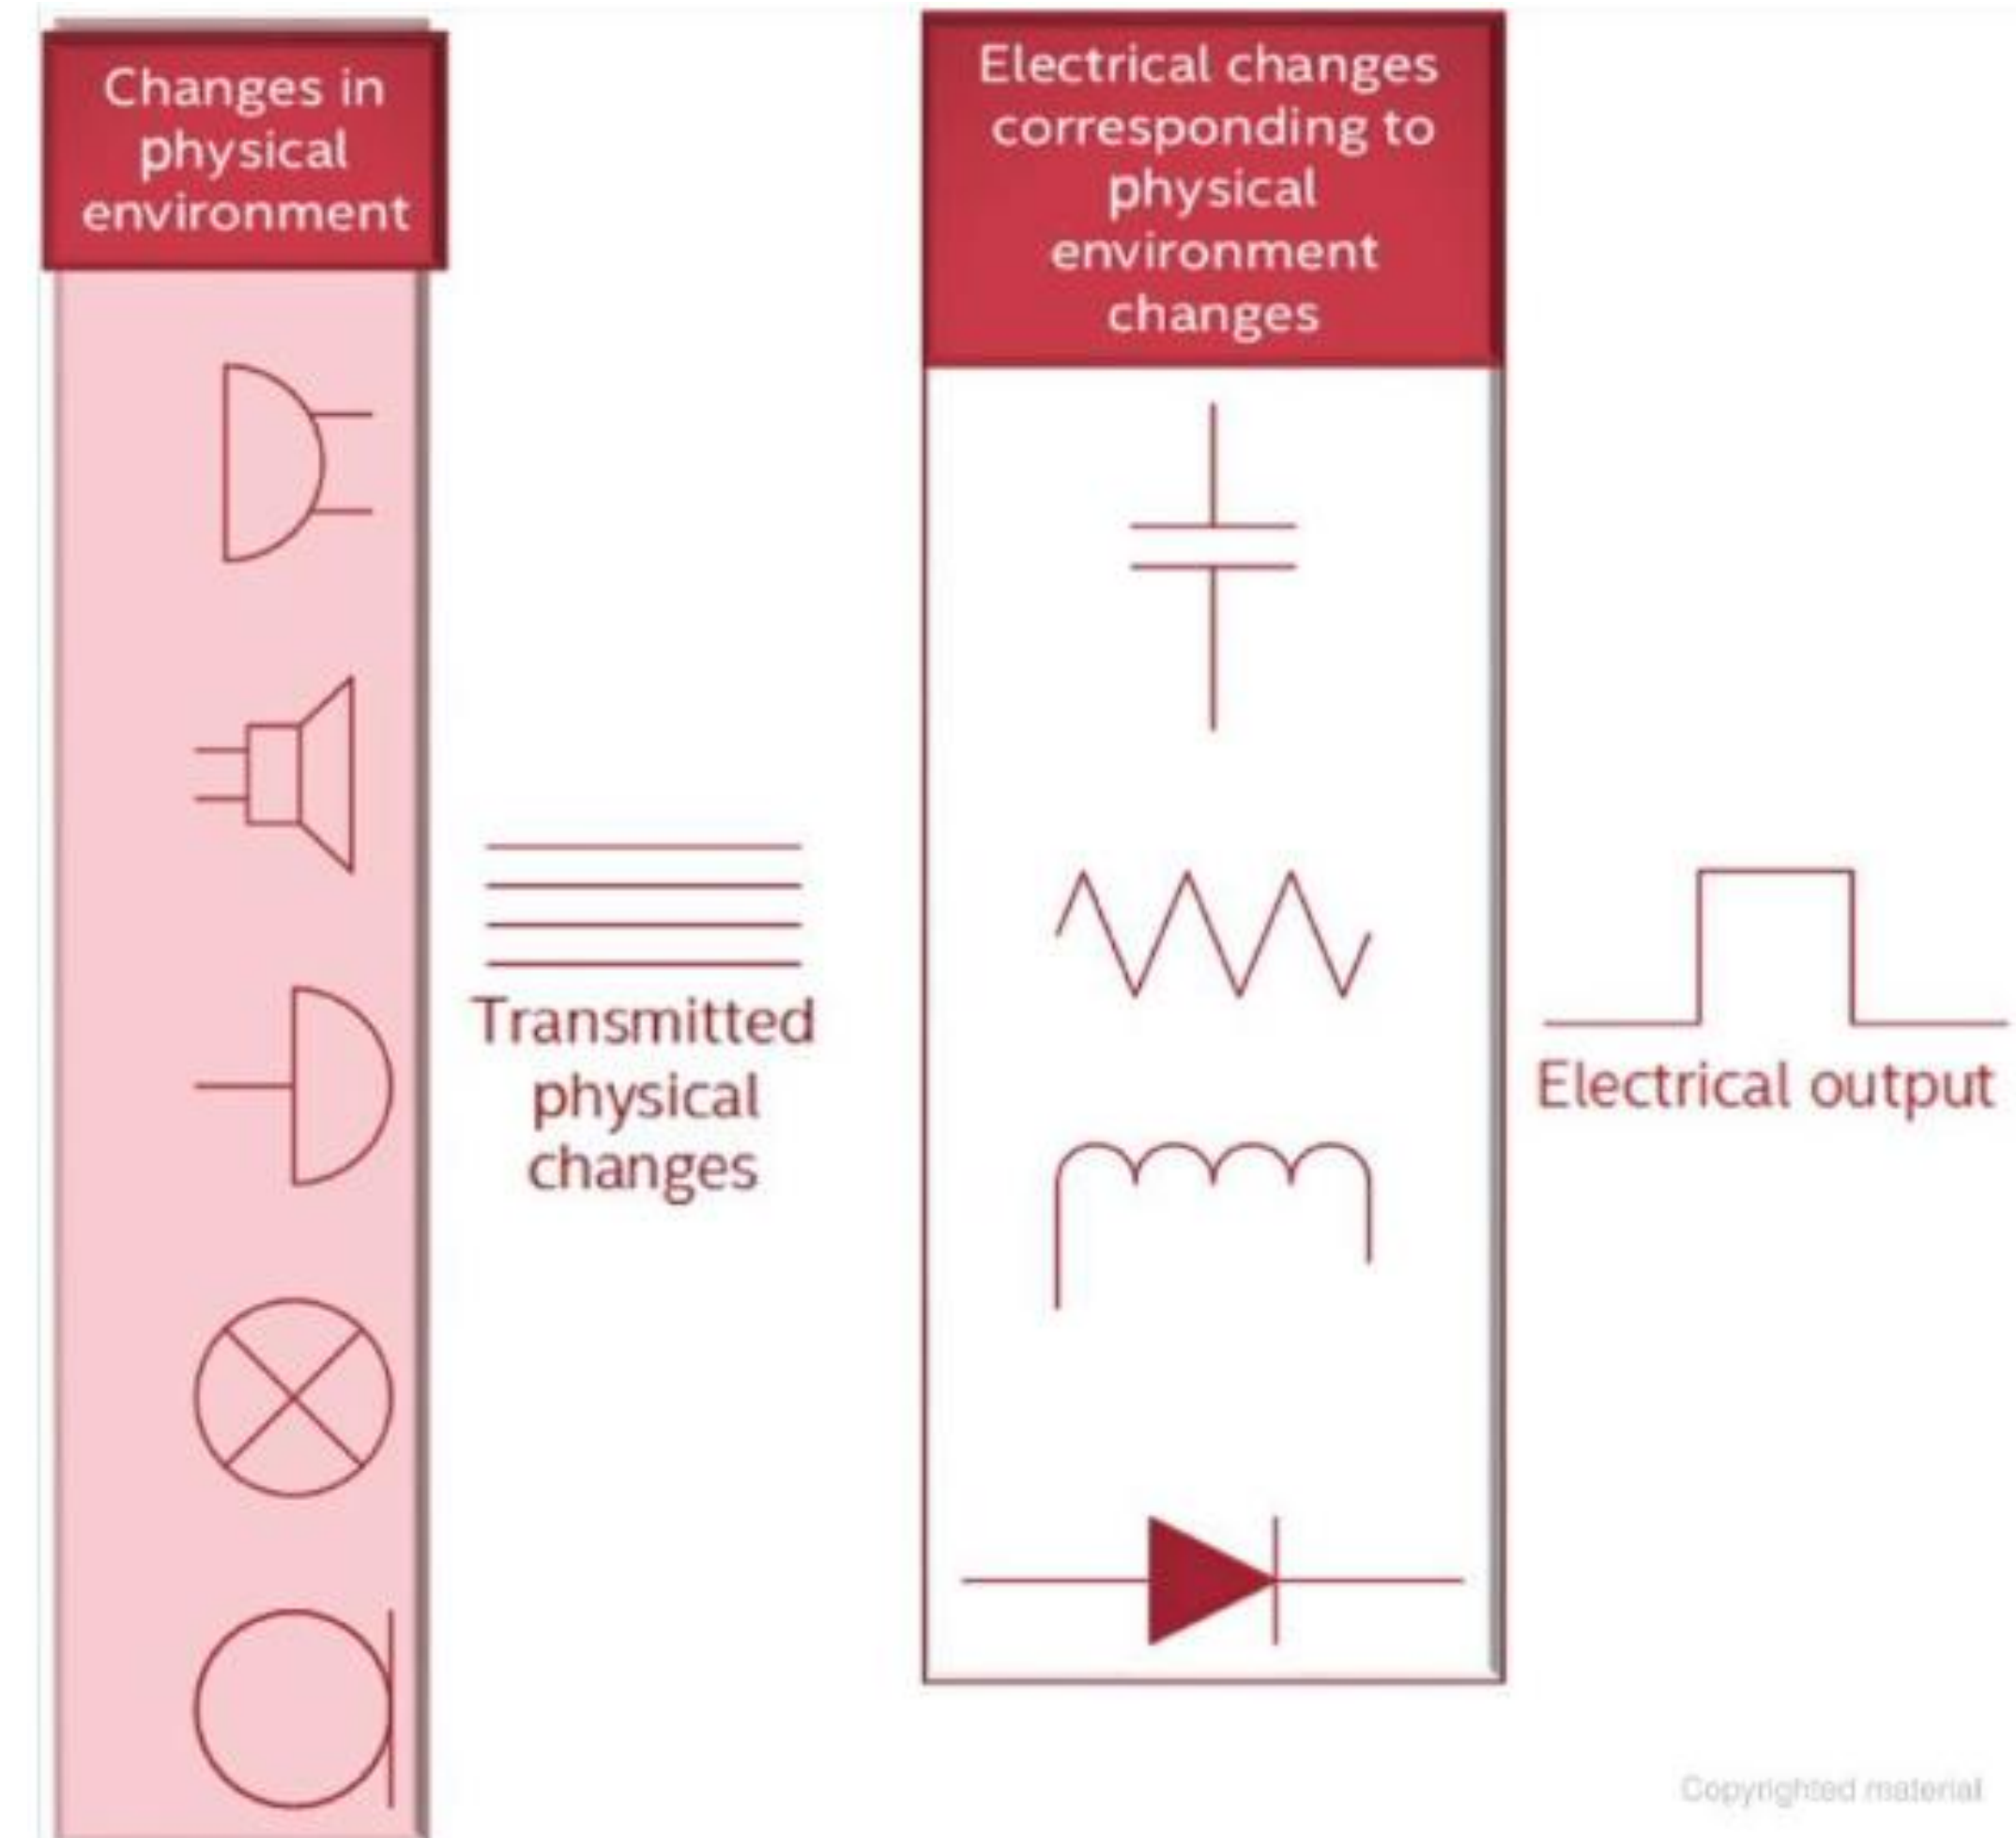 Changes in
physical
environment
Electrical changes
corresponding to
physical
environment
changes
Transmitted
physical
changes
Electrical output
Copyrighted material